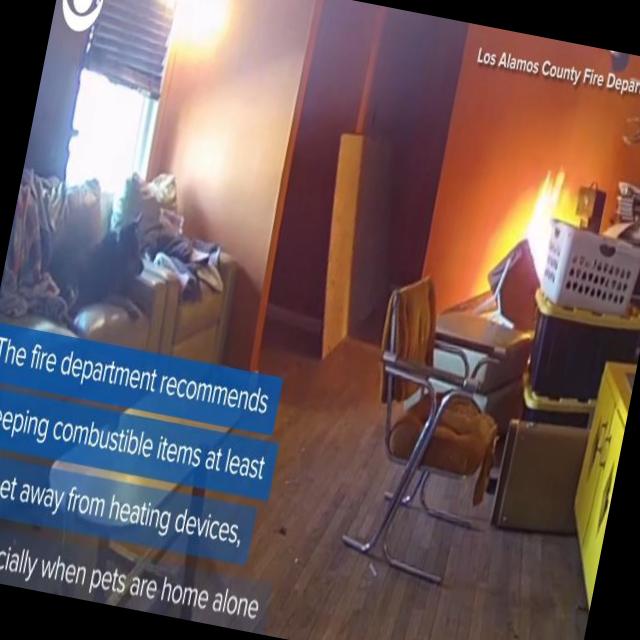 Los Alamos County Fire Depar
The fire department recommends
eeping combustible items at least
et away from heating devices,
cially when pets are home alone